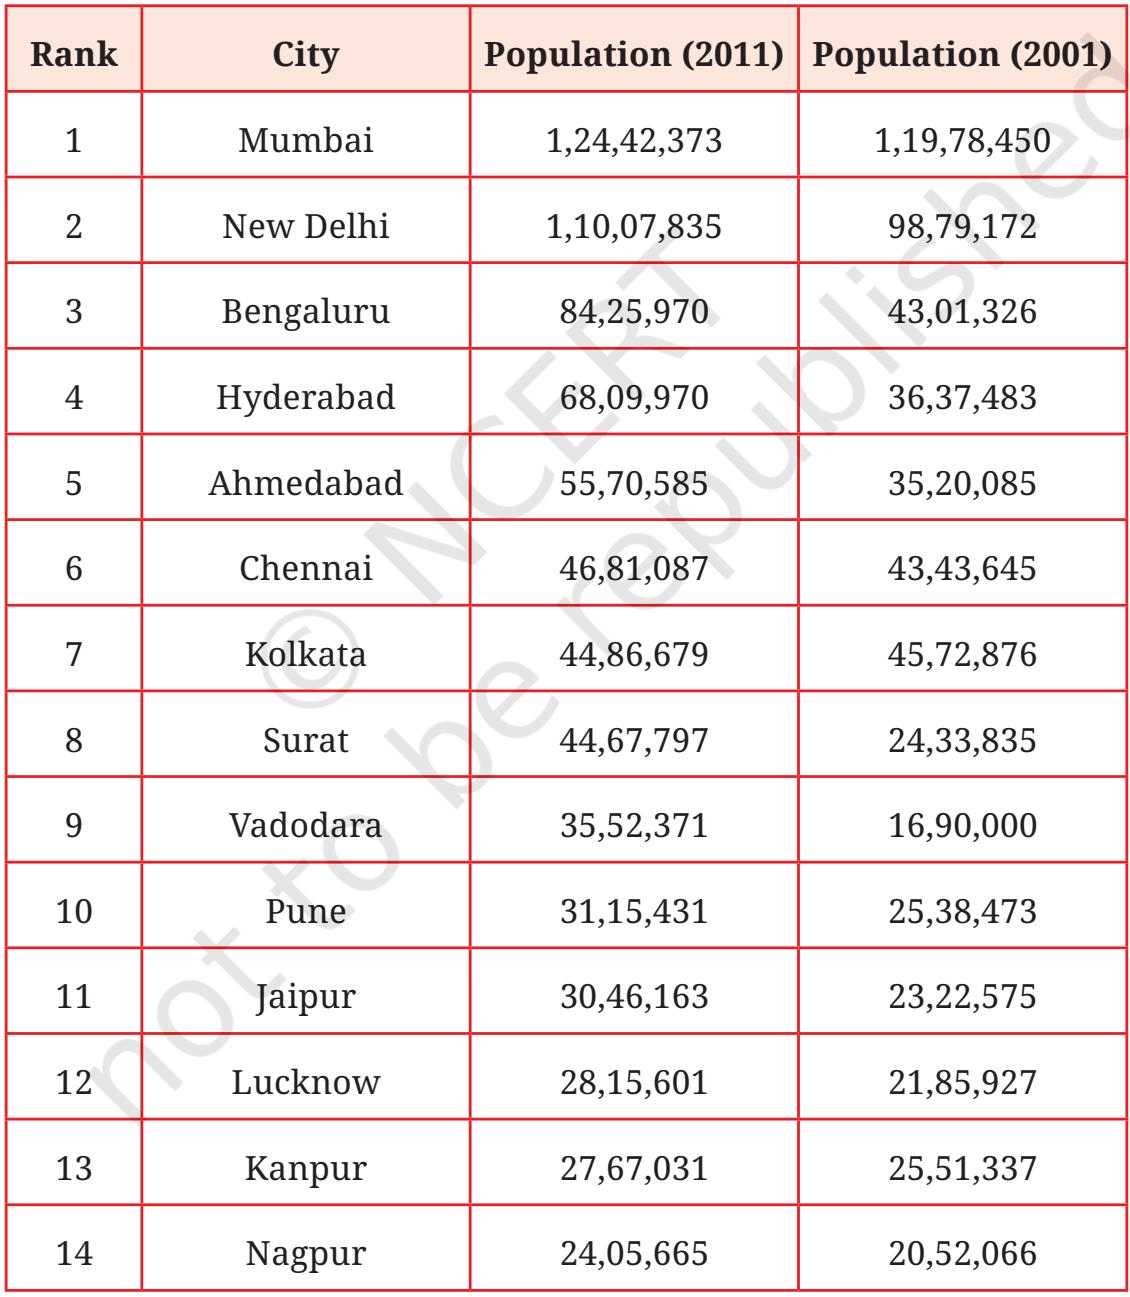 Rank City Population (2011) Population (2001)
1 Mumbai 1,24,42,373 1,19,78,450
2 New Delhi 1,10,07,835 98,79,172
3 Bengaluru 84,25,970 43,01,326
4 Hyderabad 68,09,970 36,37,483
5 Ahmedabad 55,70,585 35,20,085
6 Chennai 46,81,087 43,43,645
7 Kolkata 44,86,679 45,72,876
8 Surat 44,67,797 24,33,835
9 Vadodara 35,52,371 16,90,000
10 Pune 31,15,431 25,38,473
11 Jaipur 30,46,163 23,22,575
12 Lucknow 28,15,601 21,85,927
13 Kanpur 27,67,031 25,51,337
14 Nagpur 24,05,665 20,52,066
© NCERT
not to be republished